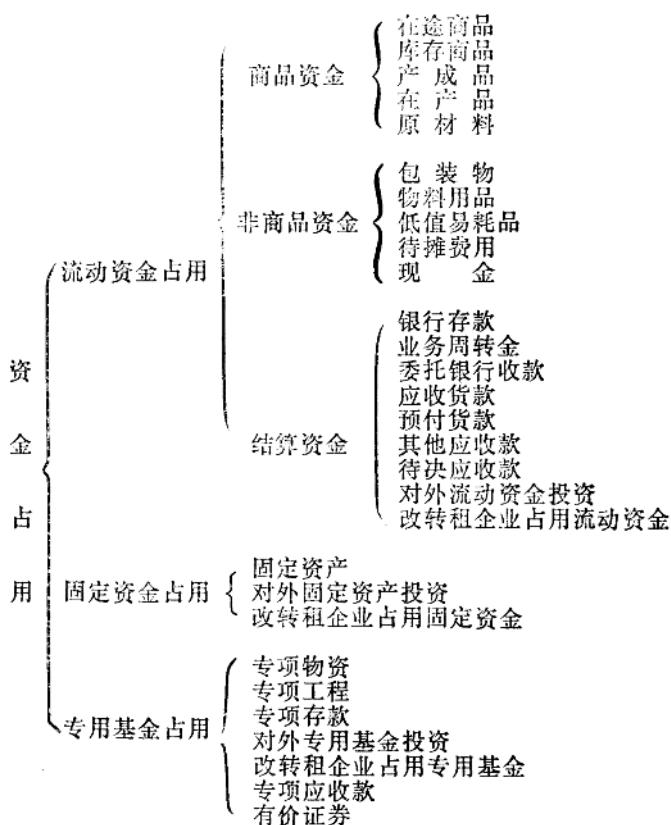 资金占用
流动资金占用
商品资金
在途商品
库存商品
产成品
在产品
原材料
非商品资金
包装物
物料用品
低值易耗品
待摊费用
现金
结算资金
银行存款
业务周转金
委托银行收款
应收货款
预付货款
其他应收款
待决应收款
对外流动资金投资
改转租企业占用流动资金
固定资金占用
固定资产
对外固定资产投资
改转租企业占用固定资金
专用基金占用
专项物资
专项工程
专项存款
对外专用基金投资
改转租企业占用专用基金
专项应收款
有价证券